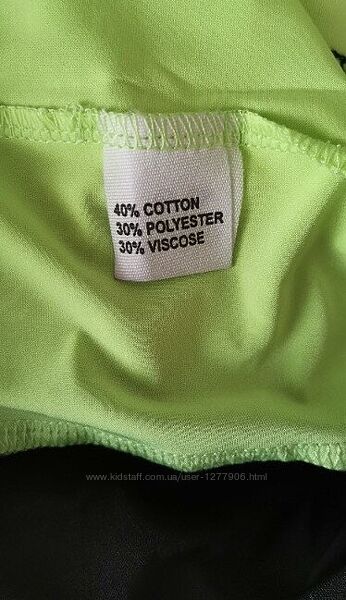 40% COTTON
30% POLYESTER
30% VISCOSE
www.kidstaff.com.ua/user-1277906.html